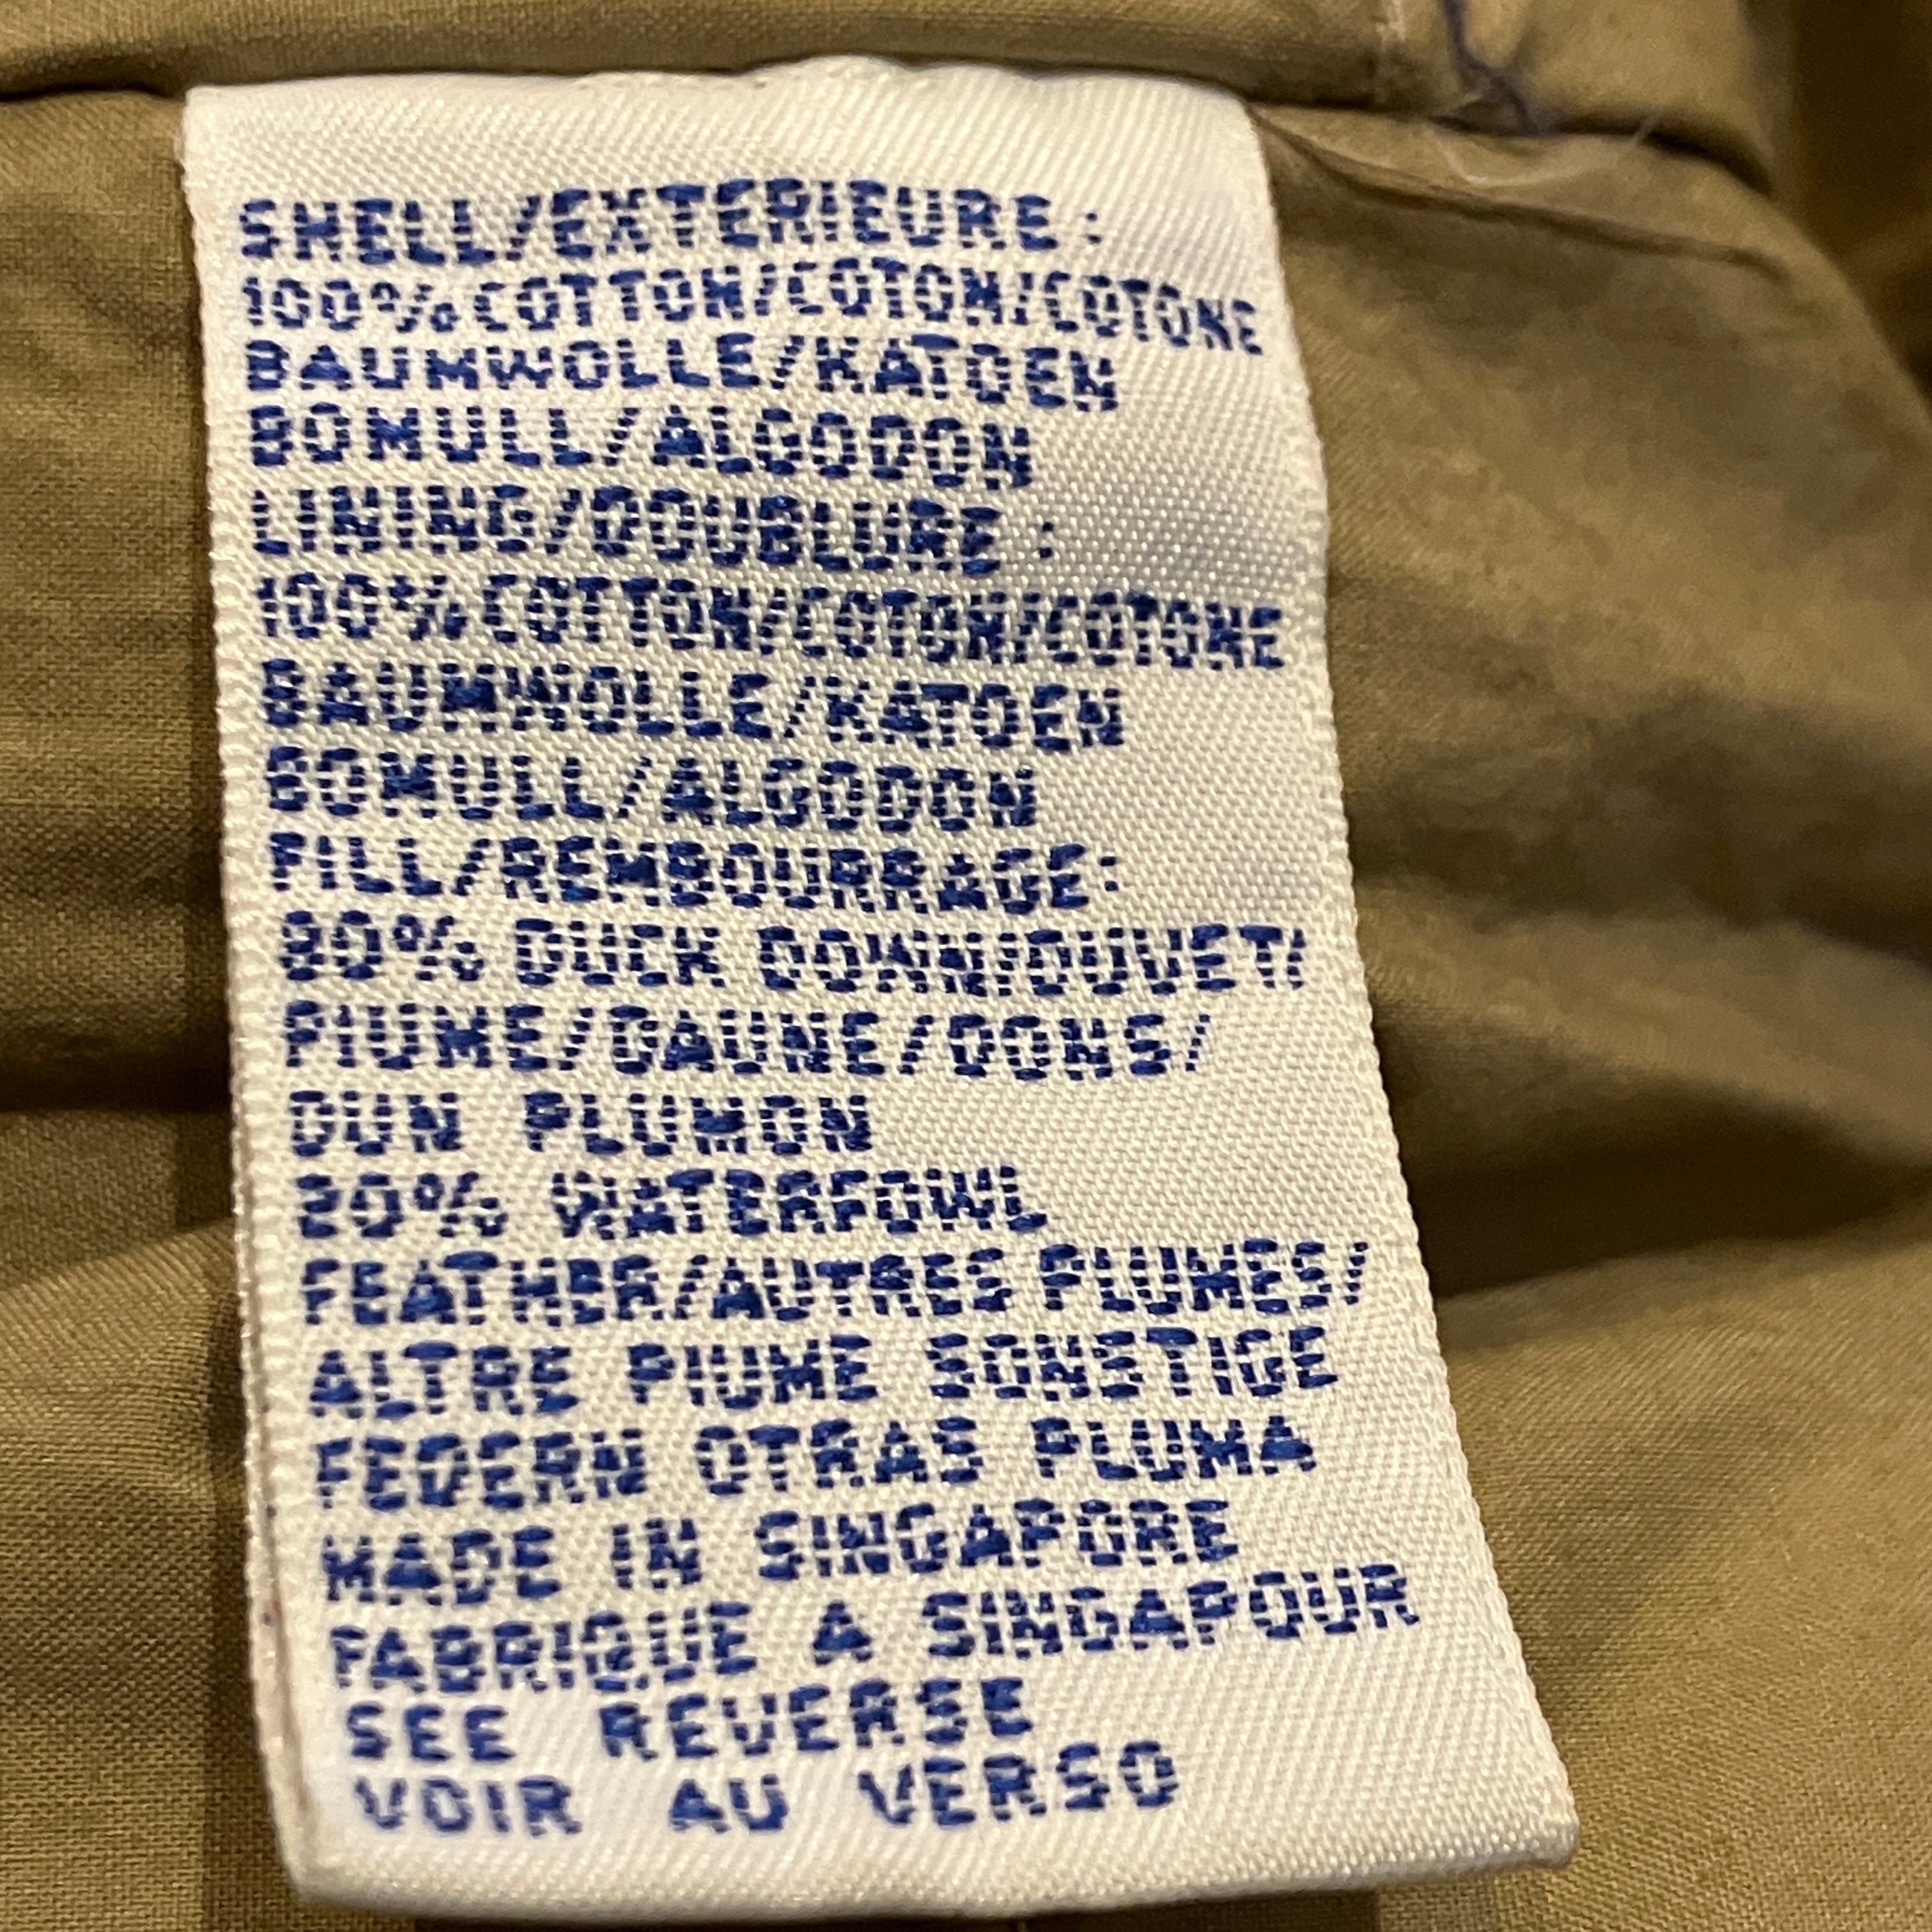 SHELL/EXTERIEURE:
100% COTTON/COTON/COTONE
BAUMWOLLE/KATOEN
BOMULL/ALGODON
LINING/DOUBLURE:
100% COTTON/COTON/COTONE
BAUMWOLLE/KATOEN
BOMULL/ALGODON
FILL/REMBOURRAGE:
80% DUCK DOWN/DUVET/
PIUME/DAUNE/DONS/
DUN PLUMON
20% WATERFOWL
FEATHER/AUTRES PLUMES/
ALTRE PIUME SONSTIGE
FEDERN OTRAS PLUMA
MADE IN SINGAPORE
FABRIQUE A SINGAPOUR
SEE REVERSE
VOIR AU VERSO